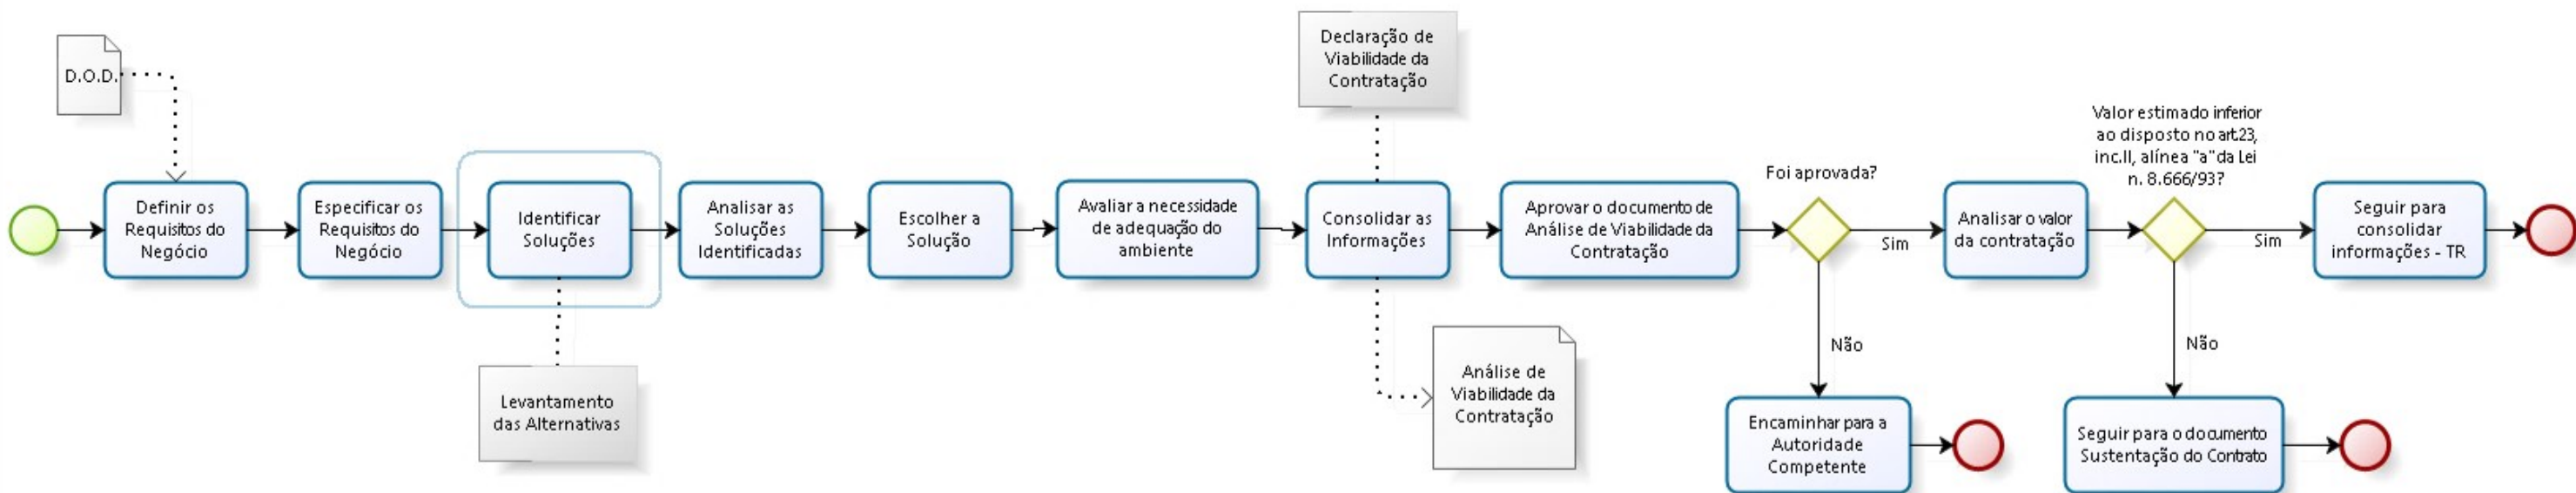 D.O.D.
Definir os
Requisitos do
Negócio
Especificar os
Requisitos do
Negócio
Identificar
Soluções
Levantamento
das Alternativas
Analisar as
Soluções
Identificadas
Escolher a
Solução
Avaliar a necessidade
de adequação do
ambiente
Declaração de
Viabilidade da
Contratação
Consolidar as
Informações
Análise de
Viabilidade da
Contratação
Aprovar o documento de
Análise de Viabilidade da
Contratação
Foi aprovada?
Sim
Não
Encaminhar para a
Autoridade
Competente
Analisar o valor
da contratação
Valor estimado inferior
ao disposto no art.23,
inc.II, alínea "a" da Lei
n. 8.666/93?
Sim
Não
Seguir para o documento
Sustentação do Contrato
Seguir para
consolidar
informações - TR